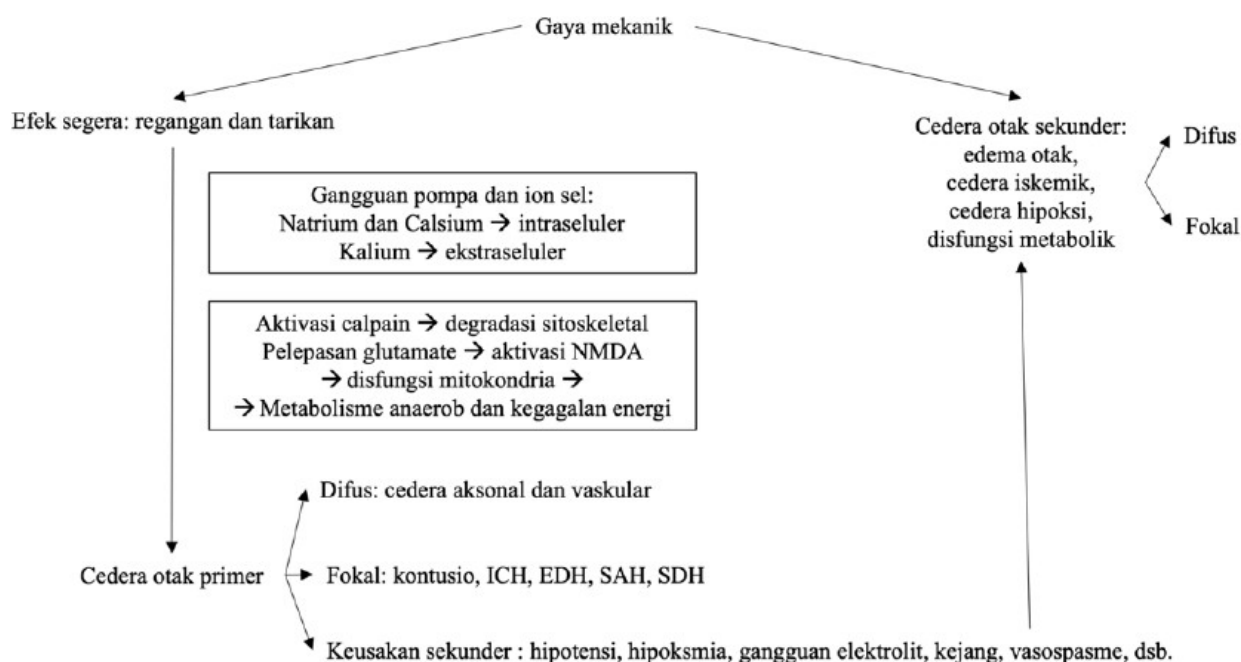 Gaya mekanik
Efek segera: regangan dan tarikan
Cedera otak sekunder:
edema otak,
cedera iskemik,
cedera hipoksi,
disfungsi metabolik
Difus
Fokal
Gangguan pompa dan ion sel:
Natrium dan Calsium → intraseluler
Kalium → ekstraseluler
Aktivasi calpain → degradasi sitoskeletal
Pelepasan glutamate → aktivasi NMDA
→ disfungsi mitokondria →
→ Metabolisme anaerob dan kegagalan energi
Difus: cedera aksonal dan vaskular
Cedera otak primer
Fokal: kontusio, ICH, EDH, SAH, SDH
Keusakan sekunder : hipotensi, hipoksmia, gangguan elektrolit, kejang, vasospasme, dsb.